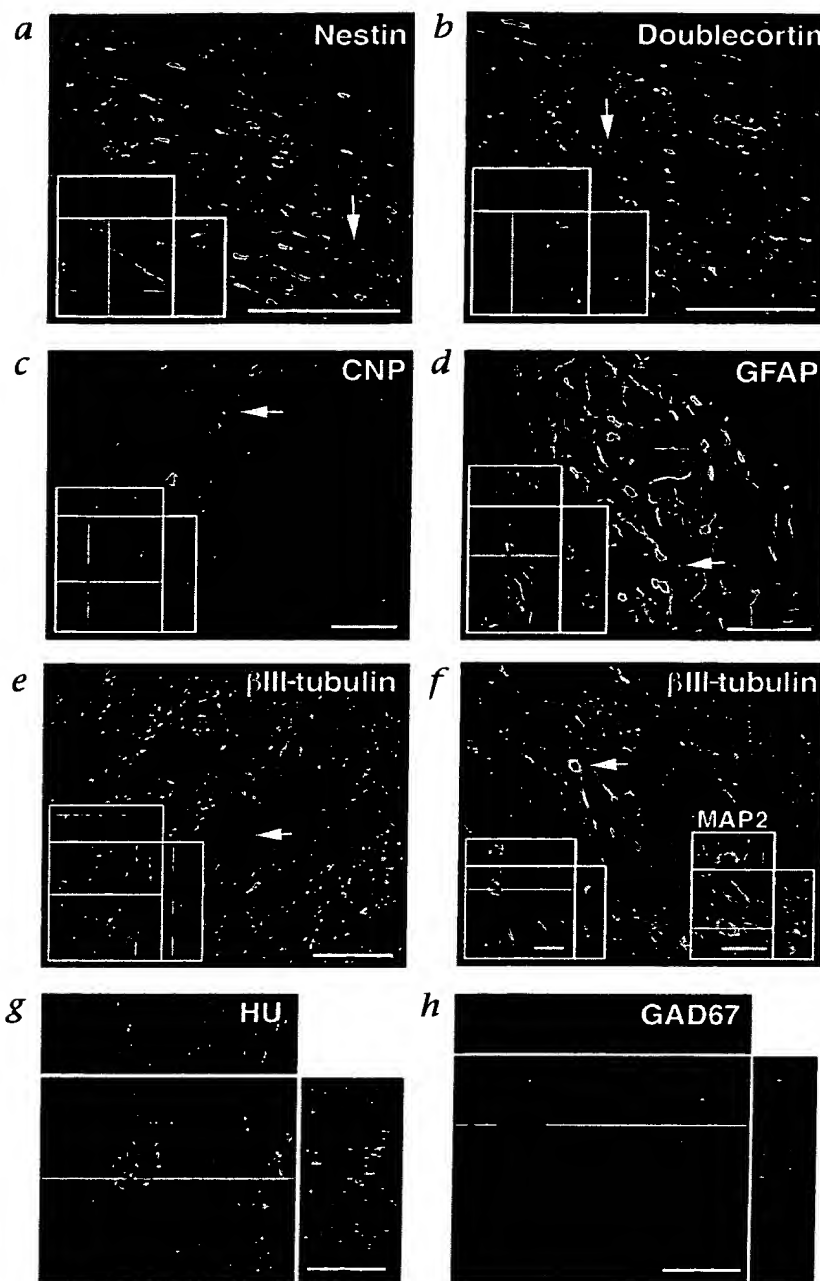 a
Nestin
b
Doublecortin
c
CNP
d
GFAP
e
βIII-tubulin
f
βIII-tubulin
MAP2
g
HU
h
GAD67